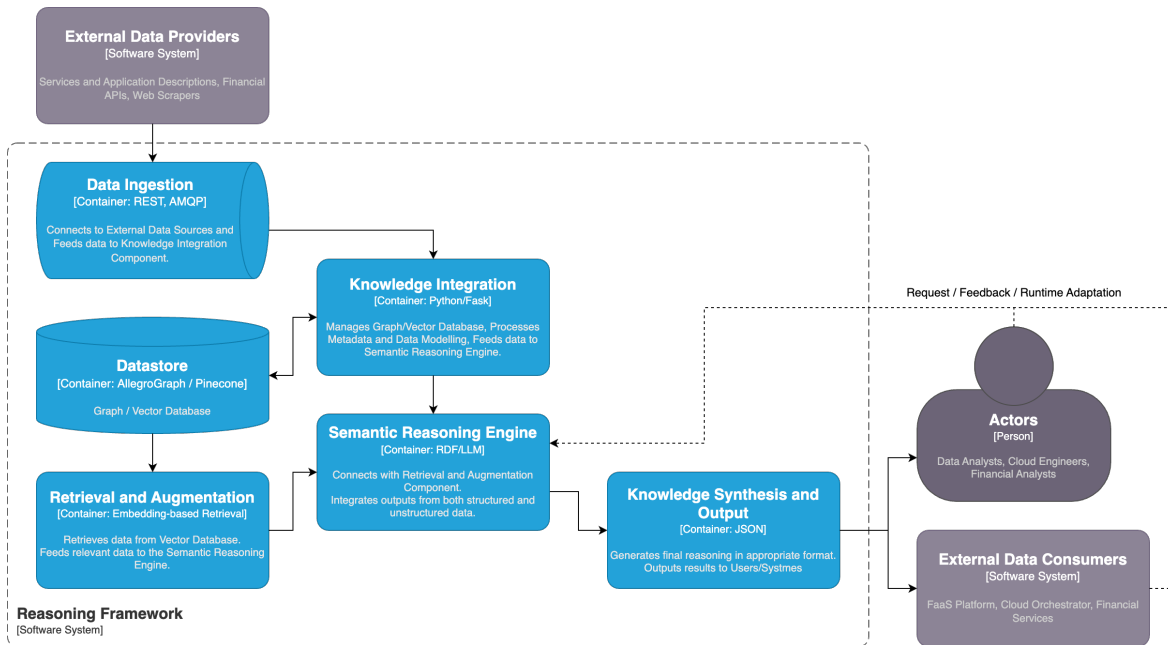 External Data Providers
[Software System]
Services and Application Descriptions, Financial
APIs, Web Scrapers
Data Ingestion
[Container: REST, AMQP]
Connects to External Data Sources and
Feeds data to Knowledge Integration
Component.
Knowledge Integration
[Container: Python/Fask]
Manages Graph/Vector Database, Processes
Metadata and Data Modelling, Feeds data to
Semantic Reasoning Engine.
Request / Feedback / Runtime Adaptation
Datastore
[Container: AllegroGraph / Pinecone]
Graph / Vector Database
Semantic Reasoning Engine
[Container: RDF/LLM]
Connects with Retrieval and Augmentation
Component.
Integrates outputs from both structured and
unstructured data.
Actors
[Person]
Data Analysts, Cloud Engineers,
Financial Analysts
Retrieval and Augmentation
[Container: Embedding-based Retrieval]
Retrieves data from Vector Database.
Feeds relevant data to the Semantic Reasoning
Engine.
Knowledge Synthesis and
Output
[Container: JSON]
Generates final reasoning in appropriate format.
Outputs results to Users/Systmes
External Data Consumers
[Software System]
FaaS Platform, Cloud Orchestrator, Financial
Services
Reasoning Framework
[Software System]